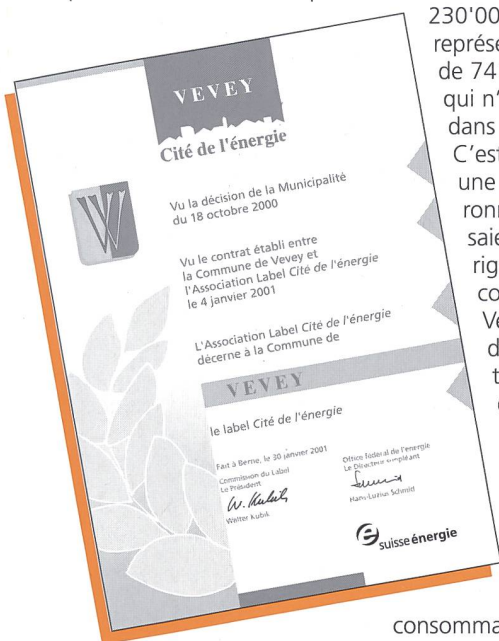 VEVEY
Cité de l'énergie
Vu la décision de la Municipalité
du 18 octobre 2000
Vu le contrat établi entre
la Commune de Vevey et
l'Association Label Cité de l'énergie
le 4 janvier 2001
L'Association Label Cité de l'énergie
décerne à la Commune de
VEVEY
le label Cité de l'énergie
Fait à Berne, le 30 janvier 2001
Commission du Label
Le Président
W. Kubik
Walter Kubik
Office fédéral de l'énergie
Le Directeur suppléant
Hans-Luzius Schmid
suisseénergie
230'00
représe
de 74
qui n'
dans
C'est
une
ronn
saie
rig
co
Ve
d
t
consomma